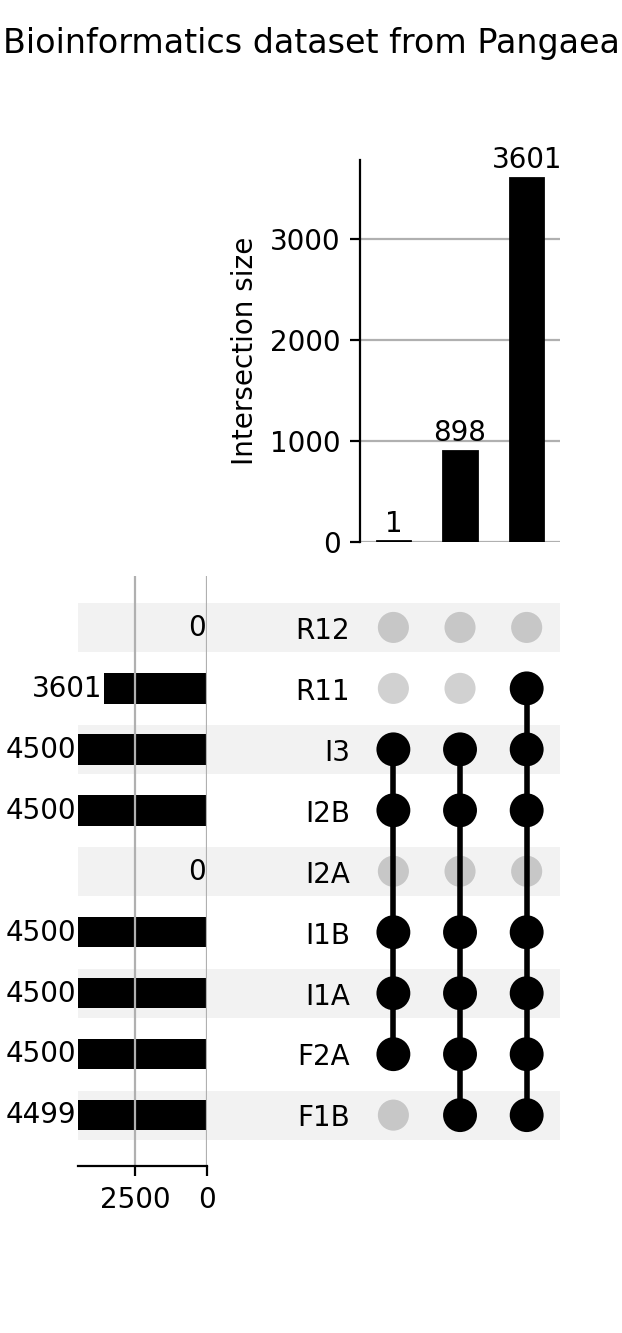 Bioinformatics dataset from Pangaea
3601
3000
Intersection size
2000
898
1000
1
0
0 R12
3601 R11
4500 I3
4500 I2B
0 I2A
4500 I1B
4500 I1A
4500 F2A
4499 F1B
2500 0